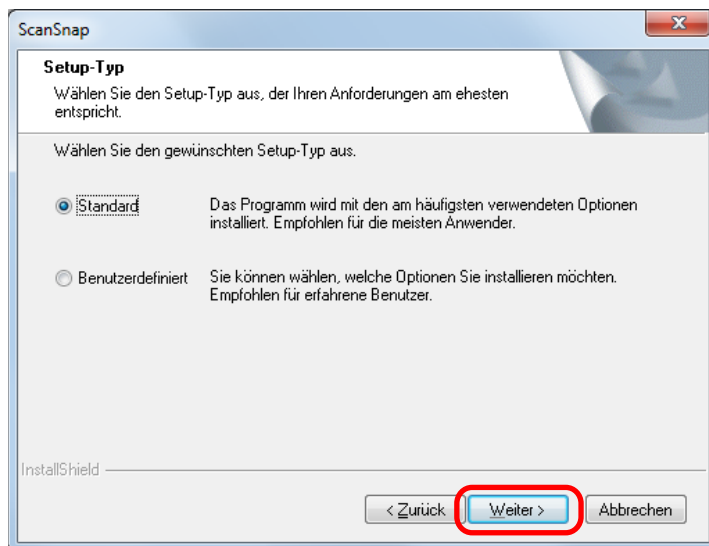 ScanSnap
Setup-Typ
Wählen Sie den Setup-Typ aus, der Ihren Anforderungen am ehesten
entspricht.
Wählen Sie den gewünschten Setup-Typ aus.
Standard
Das Programm wird mit den am häufigsten verwendeten Optionen
installiert. Empfohlen für die meisten Anwender.
Benutzerdefiniert
Sie können wählen, welche Optionen Sie installieren möchten.
Empfohlen für erfahrene Benutzer.
InstallShield
< Zurück
Weiter >
Abbrechen